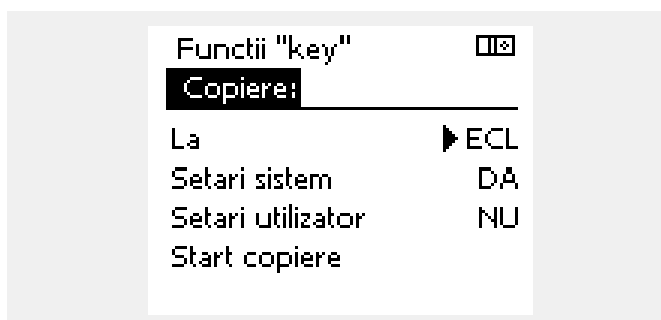 Functii "key"
Copiere:
La ECL
Setari sistem DA
Setari utilizator NU
Start copiere